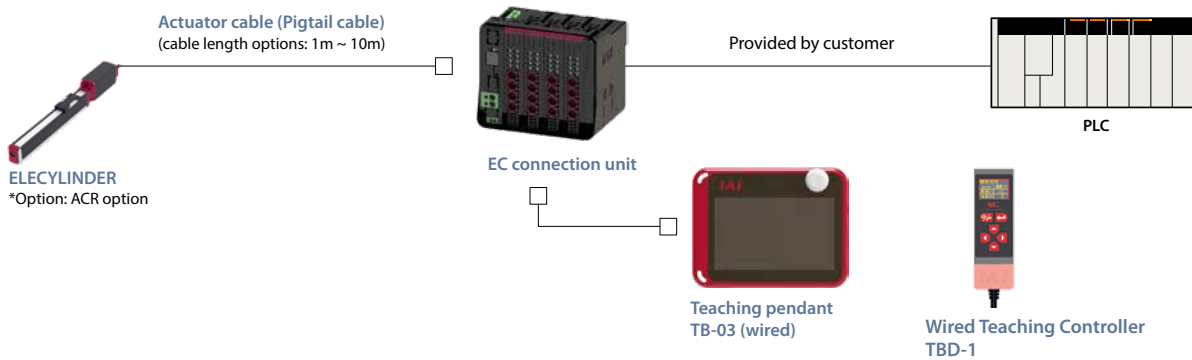 Actuator cable (Pigtail cable)
(cable length options: 1m ~ 10m)
Provided by customer
PLC
EC connection unit
ELECYLINDER
*Option: ACR option
IAI
Teaching pendant
TB-03 (wired)
Wired Teaching Controller
TBD-1